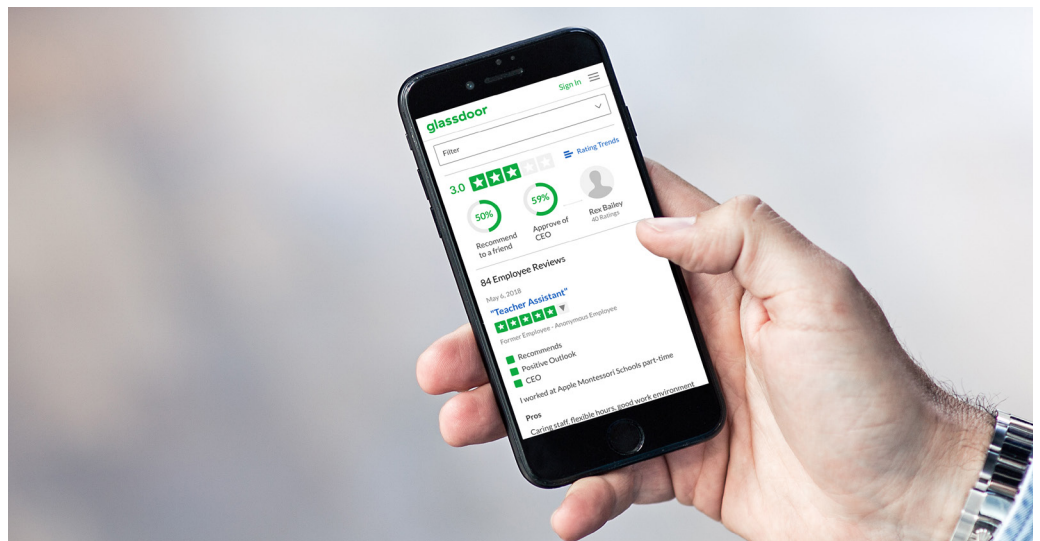 glassdoor
Sign In
Filter
3.0
Rating Trends
50%
Recommend
to a friend
59%
Approve of
CEO
Rex Bailey
40 Ratings
84 Employee Reviews
May 6, 2018
"Teacher Assistant"
Former Employee - Anonymous Employee
Recommends
Positive Outlook
CEO
I worked at Apple Montessori Schools part-time
Pros
Caring staff, flexible hours, good work environment